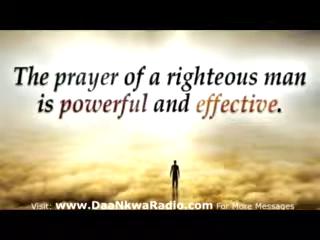 The prayer of a righteous man
is powerful and effective.
Visit: www.DaaNkwaRadio.com For More Messages